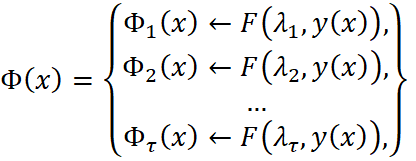 Φ(x) = { Φ₁(x) ← F(λ₁, y(x)),
Φ₂(x) ← F(λ₂, y(x)),
...
Φ_τ(x) ← F(λ_τ, y(x)), }